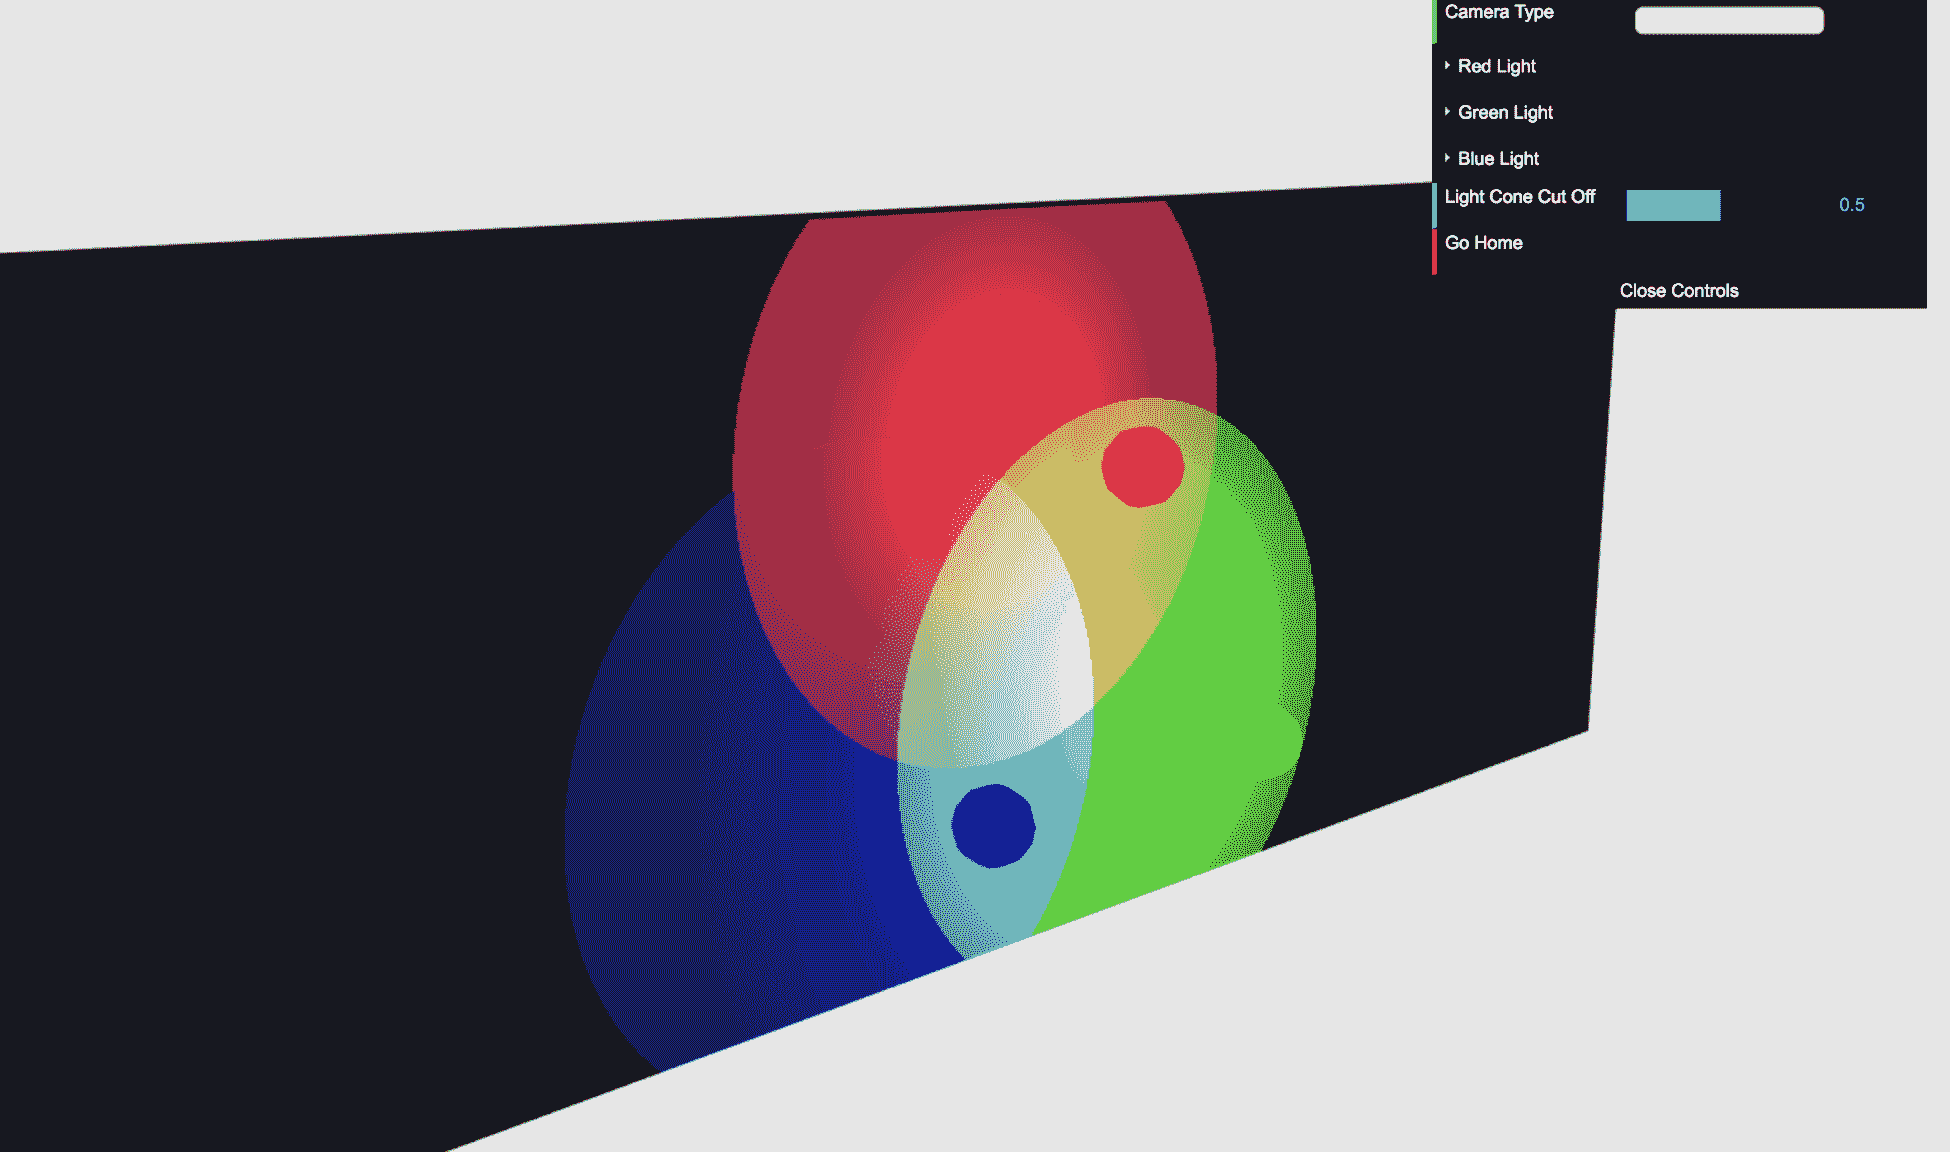 Camera Type
Red Light
Green Light
Blue Light
Light Cone Cut Off 0.5
Go Home
Close Controls